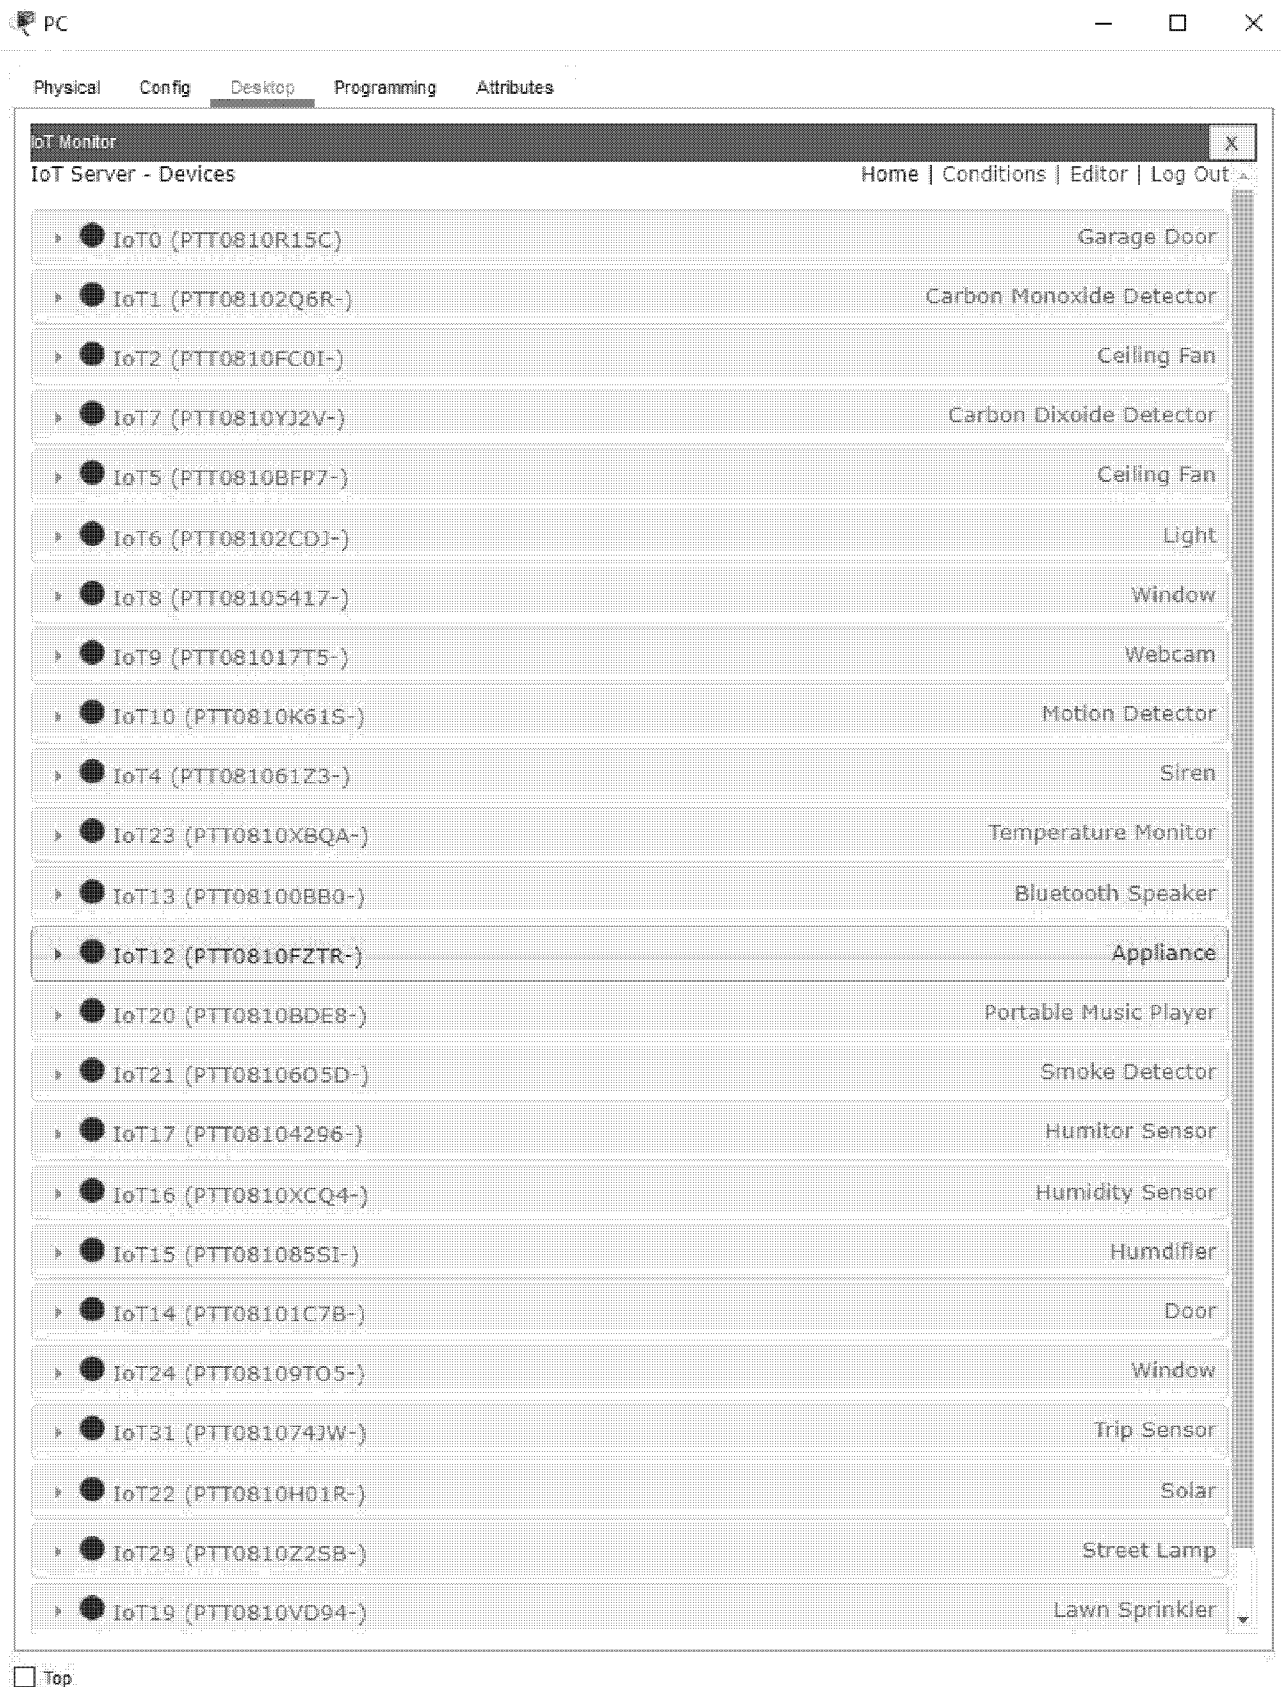 PC
Physical Config Desktop Programming Attributes
IoT Monitor X
IoT Server - Devices Home | Conditions | Editor | Log Out
IoT0 (PTT0810R15C) Garage Door
IoT1 (PTT08102Q6R-) Carbon Monoxide Detector
IoT2 (PTT0810FC0I-) Ceiling Fan
IoT7 (PTT0810YJ2V-) Carbon Dixoide Detector
IoT5 (PTT0810BFP7-) Ceiling Fan
IoT6 (PTT08102CDJ-) Light
IoT8 (PTT08105417-) Window
IoT9 (PTT081017T5-) Webcam
IoT10 (PTT0810K61S-) Motion Detector
IoT4 (PTT081061Z3-) Siren
IoT23 (PTT0810XBQA-) Temperature Monitor
IoT13 (PTT08100BB0-) Bluetooth Speaker
IoT12 (PTT0810FZTR-) Appliance
IoT20 (PTT0810BDE8-) Portable Music Player
IoT21 (PTT08106O5D-) Smoke Detector
IoT17 (PTT08104296-) Humitor Sensor
IoT16 (PTT0810XCQ4-) Humidity Sensor
IoT15 (PTT081085SI-) Humdifier
IoT14 (PTT08101C7B-) Door
IoT24 (PTT08109TO5-) Window
IoT31 (PTT081074JW-) Trip Sensor
IoT22 (PTT0810H01R-) Solar
IoT29 (PTT0810Z2SB-) Street Lamp
IoT19 (PTT0810VD94-) Lawn Sprinkler
Top